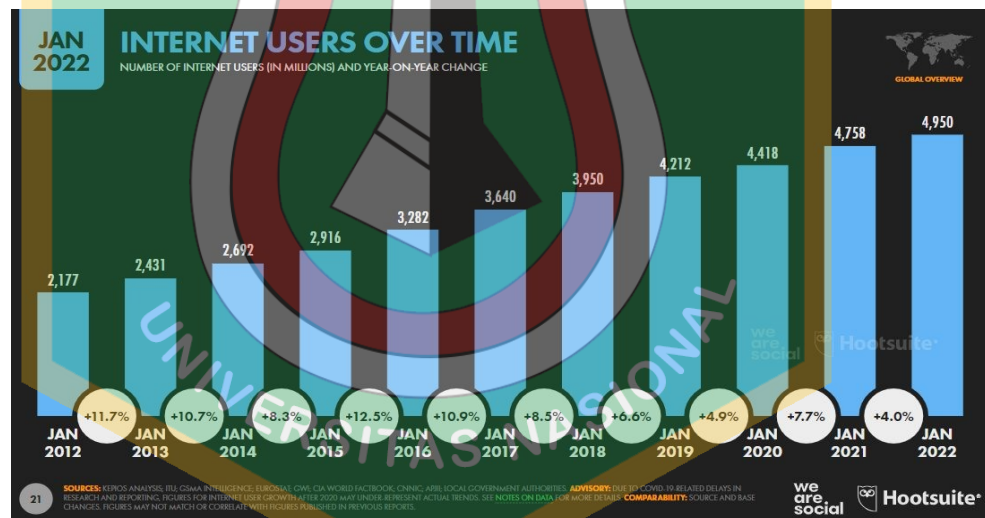 JAN
2022
INTERNET USERS OVER TIME
NUMBER OF INTERNET USERS (IN MILLIONS) AND YEAR-ON-YEAR CHANGE
GLOBAL OVERVIEW
2,177
2,431
2,692
2,916
3,282
3,640
3,950
4,212
4,418
4,758
4,950
we are social
Hootsuite
+11.7%
+10.7%
+8.3%
+12.5%
+10.9%
+8.5%
+6.6%
+4.9%
+7.7%
+4.0%
JAN 2012
JAN 2013
JAN 2014
JAN 2015
JAN 2016
JAN 2017
JAN 2018
JAN 2019
JAN 2020
JAN 2021
JAN 2022
UNIVERSITAS NASIONAL
21
SOURCES: KEPIOS ANALYSIS; ITU; GSMA INTELLIGENCE; EUROSTAT; GWI; CIA WORLD FACTBOOK; CNNIC; APJII; LOCAL GOVERNMENT AUTHORITIES. ADVISORY: DUE TO COVID-19-RELATED DELAYS IN
RESEARCH AND REPORTING, FIGURES FOR INTERNET USER GROWTH AFTER 2020 MAY UNDER-REPRESENT ACTUAL TRENDS. SEE NOTES ON DATA FOR MORE DETAILS. COMPARABILITY: SOURCE AND BASE
CHANGES. FIGURES MAY NOT MATCH OR CORRELATE WITH FIGURES PUBLISHED IN PREVIOUS REPORTS.
we
are
social
Hootsuite